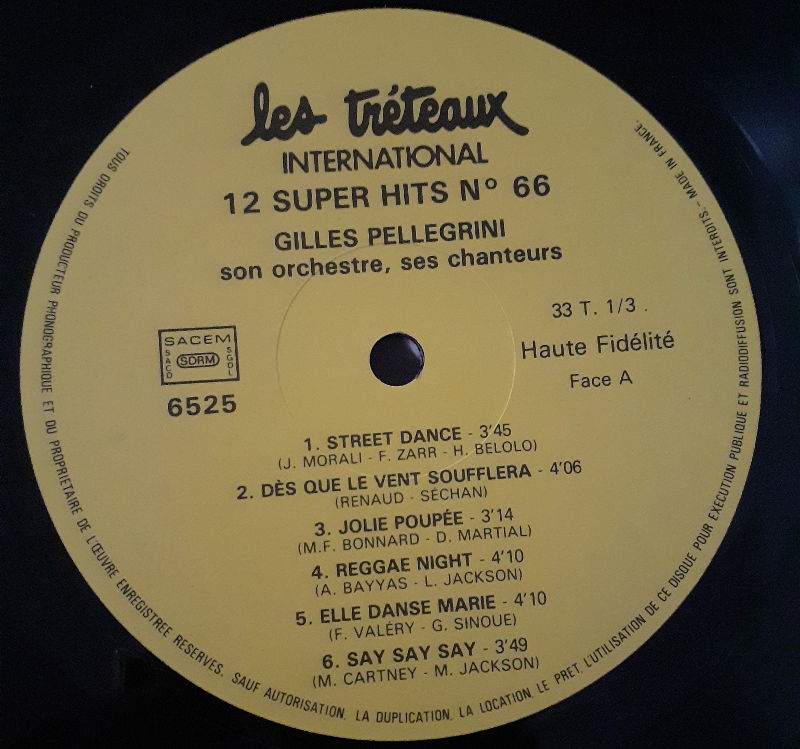 les tréteaux
INTERNATIONAL
12 SUPER HITS N° 66
GILLES PELLEGRINI
son orchestre, ses chanteurs
SACEM
SACD
SDRM
SGDL
6525
33 T. 1/3 .
Haute Fidélité
Face A
1. STREET DANCE - 3'45
(J. MORALI - F. ZARR - H. BELOLO)
2. DÈS QUE LE VENT SOUFFLERA - 4'06
(RENAUD - SÉCHAN)
3. JOLIE POUPÉE - 3'14
(M.F. BONNARD - D. MARTIAL)
4. REGGAE NIGHT - 4'10
(A. BAYYAS - L. JACKSON)
5. ELLE DANSE MARIE - 4'10
(F. VALÉRY - G. SINOUE)
6. SAY SAY SAY - 3'49
(M. CARTNEY - M. JACKSON)
TOUS DROITS DU PRODUCTEUR PHONOGRAPHIQUE ET DU PROPRIETAIRE DE L'ŒUVRE ENREGISTREE RESERVES. SAUF AUTORISATION, LA DUPLICATION, LA LOCATION, LE PRET, L'UTILISATION DE CE DISQUE POUR EXECUTION PUBLIQUE ET RADIODIFFUSION SONT INTERDITS.- MADE IN FRANCE.